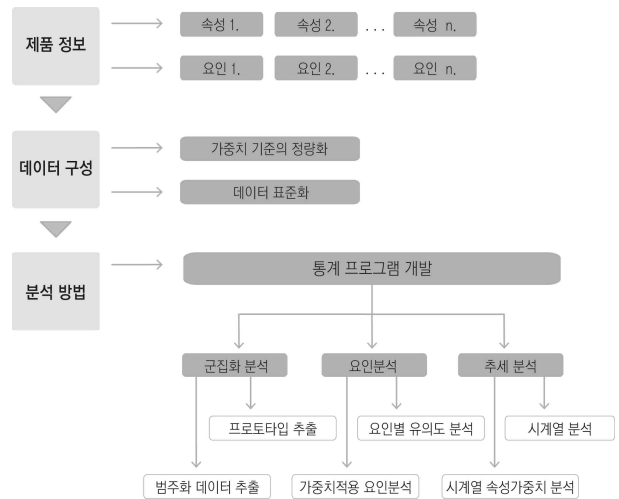 제품 정보
속성 1. 속성 2. ... 속성 n.
요인 1. 요인 2. ... 요인 n.
데이터 구성
가중치 기준의 정량화
데이터 표준화
분석 방법
통계 프로그램 개발
군집화 분석 요인분석 추세 분석
프로토타입 추출 요인별 유의도 분석 시계열 분석
범주화 데이터 추출 가중치적용 요인분석 시계열 속성가중치 분석